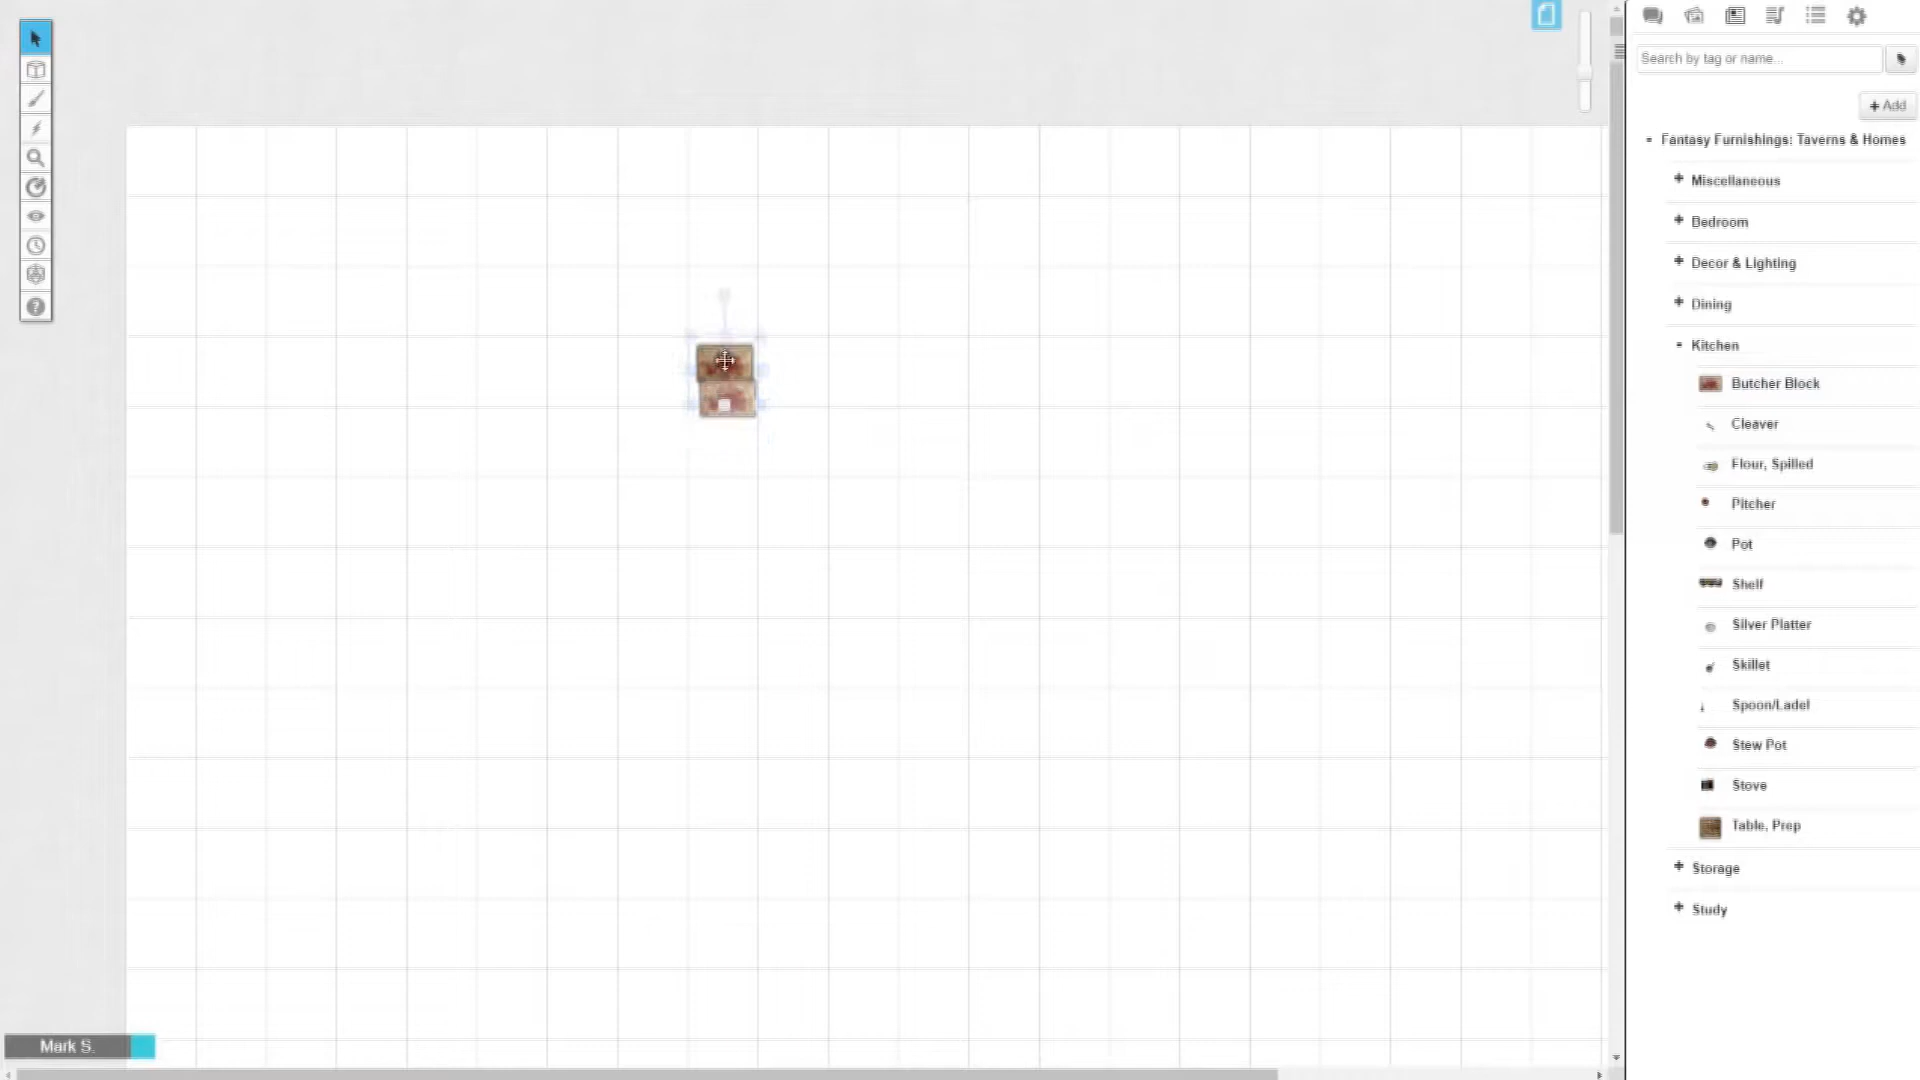 Search by tag or name...
+ Add
Fantasy Furnishings: Taverns & Homes
Miscellaneous
Bedroom
Decor & Lighting
Dining
Kitchen
Butcher Block
Cleaver
Flour, Spilled
Pitcher
Pot
Shelf
Silver Platter
Skillet
Spoon/Ladel
Stew Pot
Stove
Table, Prep
Storage
Study
Mark S.